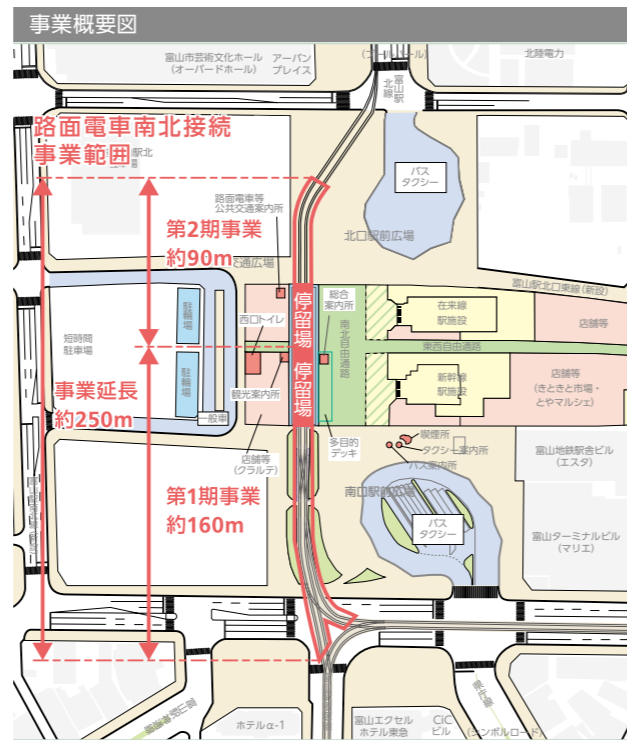 事業概要図
富山市芸術文化ホール
(オーバードホール)
アーバン
プレイス
北陸電力
富山駅
北線
路面電車南北接続
事業範囲
バス
タクシー
路面電車等
公共交通案内所
第2期事業
約90m
北口駅前広場
富山駅北口東線(新設)
停留場
総合
案内所
南北自由通路
在来線
駅施設
店舗等
西口トイレ
駐輪場
短時間
駐車場
東西自由通路
停留場
駐輪場
観光案内所
新幹線
駅施設
店舗等
(きときと市場・
とやマルシェ)
事業延長
約250m
一般車
多目的
デッキ
店舗等
(クラルテ)
喫煙所
タクシー案内所
バス案内所
富山地鉄駅舎ビル
(エスタ)
第1期事業
約160m
南口駅前広場
バス
タクシー
富山ターミナルビル
(マリエ)
ホテルα-1
富山エクセル
ホテル東急
CiC
ビル
(シンボルロード)